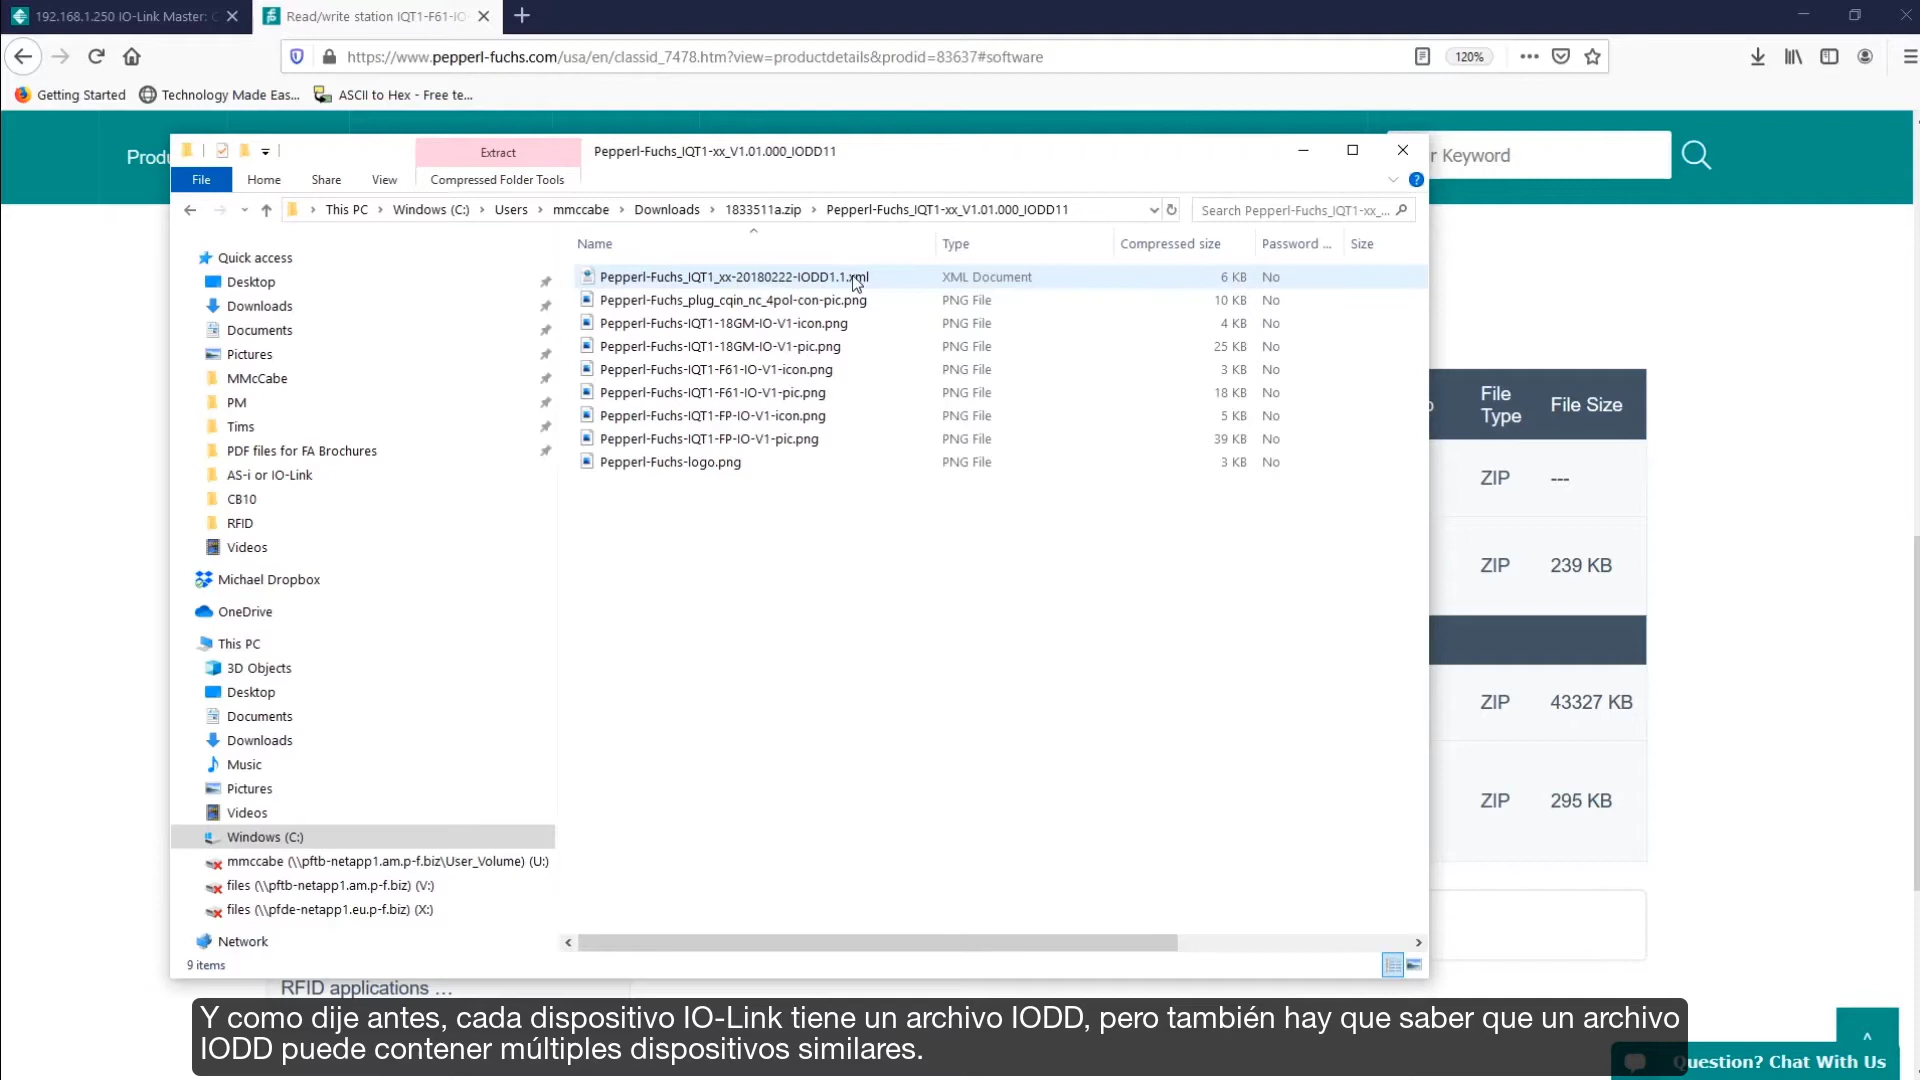 192.168.1.250 IO-Link Master: C
Read/write station IQT1-F61-IO-
https://www.pepperl-fuchs.com/usa/en/classid_7478.htm?view=productdetails&prodid=83637#software
120%
Getting Started
Technology Made Eas...
ASCII to Hex - Free te...
Produ
r Keyword
Extract
Pepperl-Fuchs_IQT1-xx_V1.01.000_IODD11
File
Home
Share
View
Compressed Folder Tools
This PC > Windows (C:) > Users > mmccabe > Downloads > 1833511a.zip > Pepperl-Fuchs_IQT1-xx_V1.01.000_IODD11
Search Pepperl-Fuchs_IQT1-xx_...
Name Type Compressed size Password ... Size
Pepperl-Fuchs_IQT1_xx-20180222-IODD1.1.xml XML Document 6 KB No
Pepperl-Fuchs_plug_cqin_nc_4pol-con-pic.png PNG File 10 KB No
Pepperl-Fuchs-IQT1-18GM-IO-V1-icon.png PNG File 4 KB No
Pepperl-Fuchs-IQT1-18GM-IO-V1-pic.png PNG File 25 KB No
Pepperl-Fuchs-IQT1-F61-IO-V1-icon.png PNG File 3 KB No
Pepperl-Fuchs-IQT1-F61-IO-V1-pic.png PNG File 18 KB No
Pepperl-Fuchs-IQT1-FP-IO-V1-icon.png PNG File 5 KB No
Pepperl-Fuchs-IQT1-FP-IO-V1-pic.png PNG File 39 KB No
Pepperl-Fuchs-logo.png PNG File 3 KB No
Quick access
Desktop
Downloads
Documents
Pictures
MMcCabe
PM
Tims
PDF files for FA Brochures
AS-i or IO-Link
CB10
RFID
Videos
Michael Dropbox
OneDrive
This PC
3D Objects
Desktop
Documents
Downloads
Music
Pictures
Videos
Windows (C:)
mmccabe (\\pftb-netapp1.am.p-f.biz\User_Volume) (U:)
files (\\pftb-netapp1.am.p-f.biz) (V:)
files (\\pfde-netapp1.eu.p-f.biz) (X:)
Network
9 items
File Type
File Size
ZIP ---
ZIP 239 KB
ZIP 43327 KB
ZIP 295 KB
RFID applications ...
Y como dije antes, cada dispositivo IO-Link tiene un archivo IODD, pero también hay que saber que un archivo
IODD puede contener múltiples dispositivos similares.
Question? Chat With Us